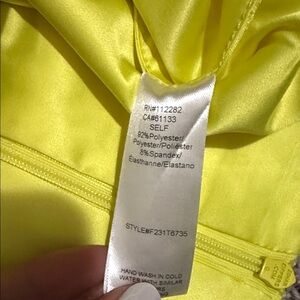 RN#112282
CA#61133
SELF
92%Polyester/
Polyester/Poliéster
8%Spandex/
Elasthanne/Elastano
STYLE#F231T6735
HAND WASH IN COLD
WATER WITH SIMILAR